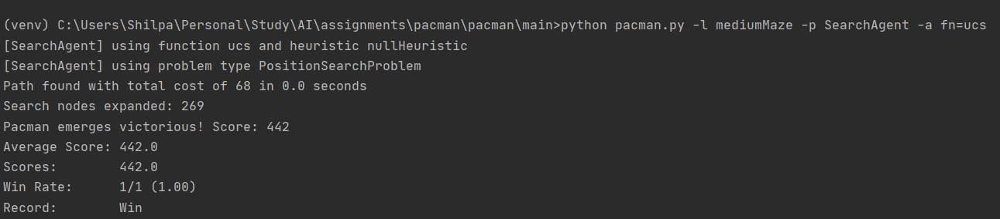 (venv) C:\Users\Shilpa\Personal\Study\AI\assignments\pacman\pacman\main>python pacman.py -l mediumMaze -p SearchAgent -a fn=ucs
[SearchAgent] using function ucs and heuristic nullHeuristic
[SearchAgent] using problem type PositionSearchProblem
Path found with total cost of 68 in 0.0 seconds
Search nodes expanded: 269
Pacman emerges victorious! Score: 442
Average Score: 442.0
Scores:        442.0
Win Rate:      1/1 (1.00)
Record:        Win